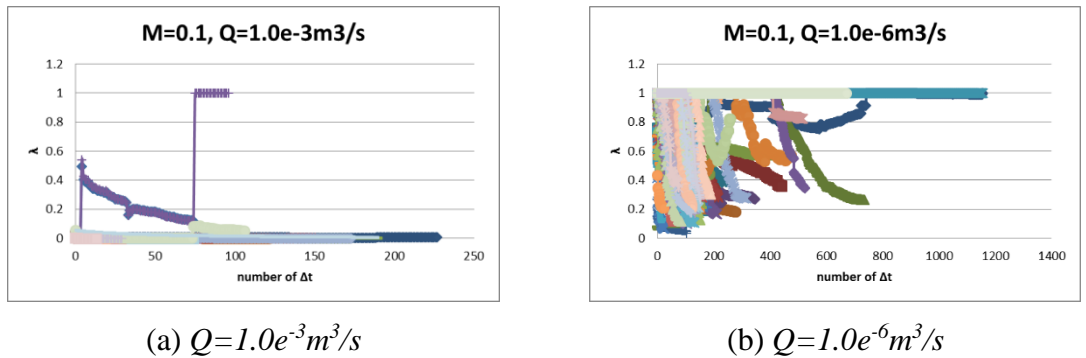 M=0.1, Q=1.0e-3m3/s
1.2
1
0.8
0.6
0.4
0.2
0
λ
0 50 100 150 200 250
number of Δt
M=0.1, Q=1.0e-6m3/s
1.2
1
0.8
0.6
0.4
0.2
0
λ
0 200 400 600 800 1000 1200 1400
number of Δt
(a) Q=1.0e⁻³m³/s
(b) Q=1.0e⁻⁶m³/s